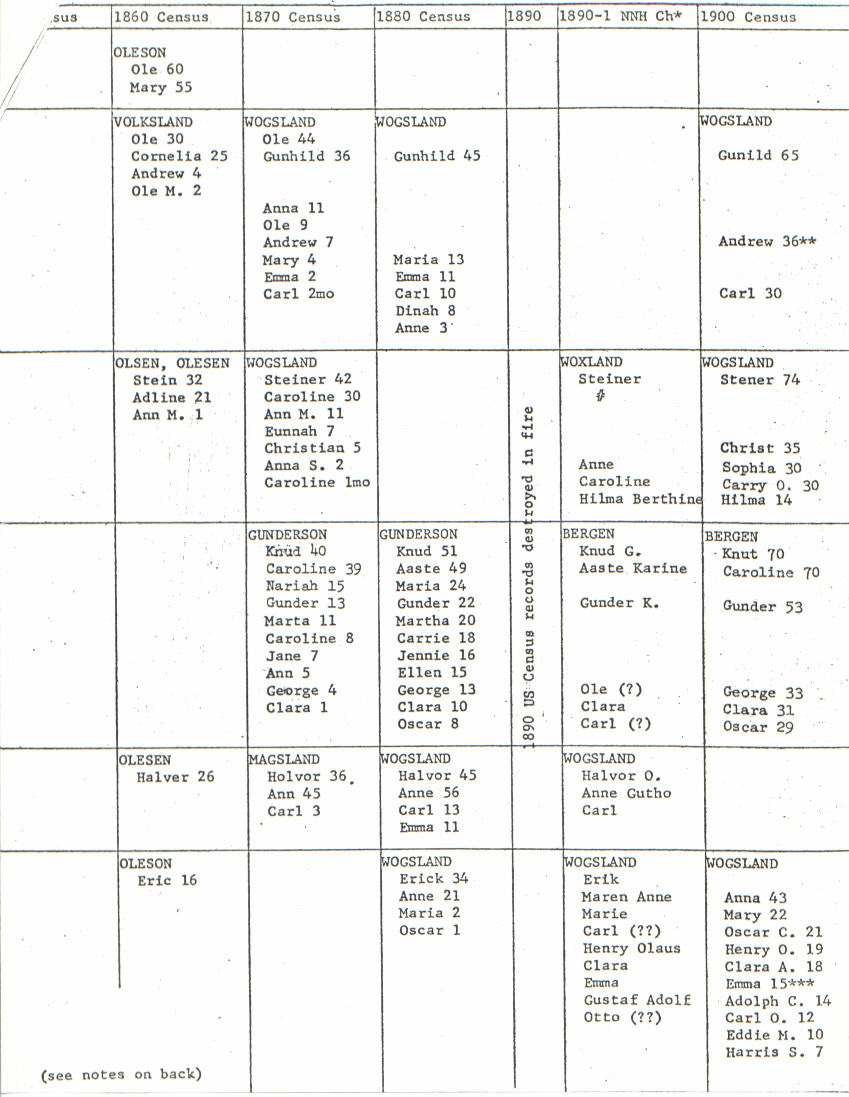 sus 1860 Census 1870 Census 1880 Census 1890 1890-1 NNH Ch* 1900 Census
OLESON
Ole 60
Mary 55
VOLKSLAND WOGSLAND WOGSLAND WOGSLAND
Ole 30 Ole 44
Cornelia 25 Gunhild 36 Gunhild 45 Gunild 65
Andrew 4
Ole M. 2
Anna 11
Ole 9
Andrew 7 Andrew 36**
Mary 4 Maria 13
Emma 2 Emma 11
Carl 2mo Carl 10 Carl 30
Dinah 8
Anne 3
OLSEN, OLESEN WOGSLAND WOXLAND WOGSLAND
Stein 32 Steiner 42 Steiner Stener 74
Adline 21 Caroline 30
Ann M. 1 Ann M. 11
Eunnah 7
Christian 5 Christ 35
Anna S. 2 Anne Sophia 30
Caroline 1mo Caroline Carry O. 30
Hilma Berthine Hilma 14
1890 US Census records destroyed in fire
GUNDERSON GUNDERSON BERGEN BERGEN
Knud 40 Knud 51 Knud G. Knut 70
Caroline 39 Aaste 49 Aaste Karine Caroline 70
Nariah 15 Maria 24
Gunder 13 Gunder 22 Gunder K. Gunder 53
Marta 11 Martha 20
Caroline 8 Carrie 18
Jane 7 Jennie 16
Ann 5 Ellen 15
George 4 George 13 Ole (?) George 33
Clara 1 Clara 10 Clara Clara 31
Oscar 8 Carl (?) Oscar 29
OLESEN MAGSLAND WOGSLAND WOGSLAND
Halver 26 Holvor 36. Halvor 45 Halvor O.
Ann 45 Anne 56 Anne Gutho
Carl 3 Carl 13 Carl
Emma 11
OLESON WOGSLAND WOGSLAND WOGSLAND
Eric 16 Erick 34 Erik
Anne 21 Maren Anne Anna 43
Maria 2 Marie Mary 22
Oscar 1 Carl (??) Oscar C. 21
Henry Olaus Henry O. 19
Clara Clara A. 18
Emma Emma 15***
Gustaf Adolf Adolph C. 14
Otto (??) Carl O. 12
Eddie M. 10
Harris S. 7
(see notes on back)